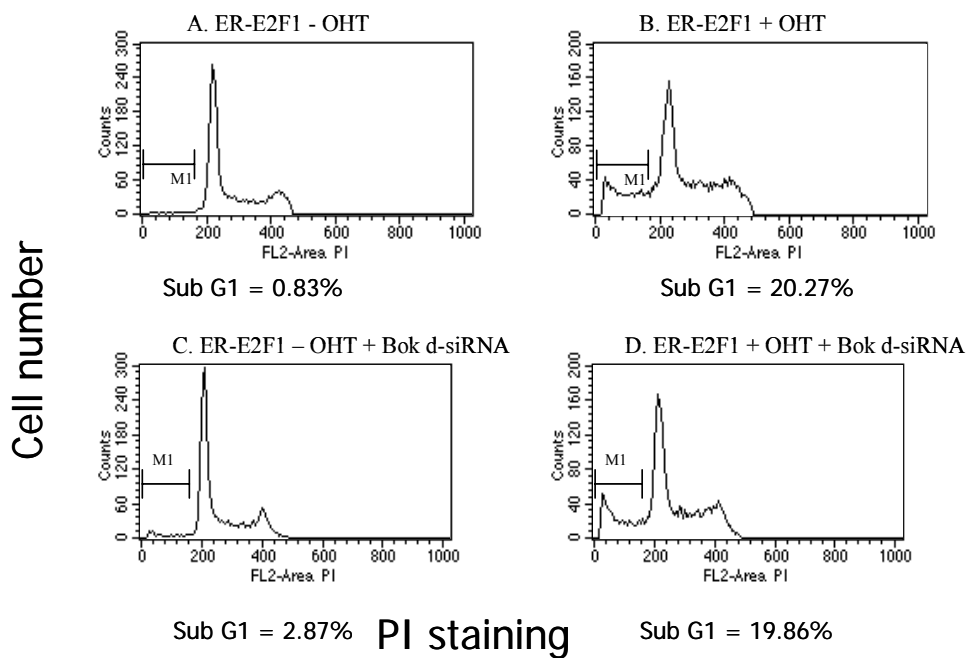 A. ER-E2F1 - OHT
B. ER-E2F1 + OHT
300
240
180
120
60
0
Counts
M1
0 200 400 600 800 1000
FL2-Area PI
Sub G1 = 0.83%
200
160
120
80
40
0
Counts
M1
0 200 400 600 800 1000
FL2-Area PI
Sub G1 = 20.27%
Cell number
C. ER-E2F1 – OHT + Bok d-siRNA
D. ER-E2F1 + OHT + Bok d-siRNA
300
240
180
120
60
0
Counts
M1
0 200 400 600 800 1000
FL2-Area PI
Sub G1 = 2.87%
200
160
120
80
40
0
Counts
M1
0 200 400 600 800 1000
FL2-Area PI
Sub G1 = 19.86%
PI staining